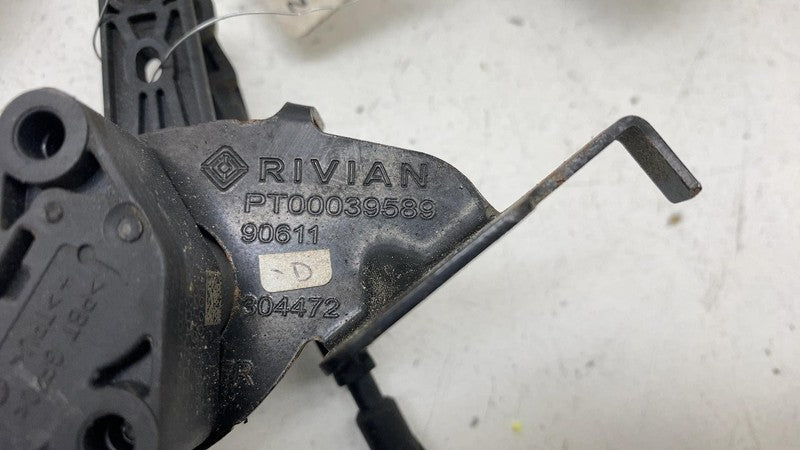 RIVIAN
PT00039589
90611
-D
304472
R